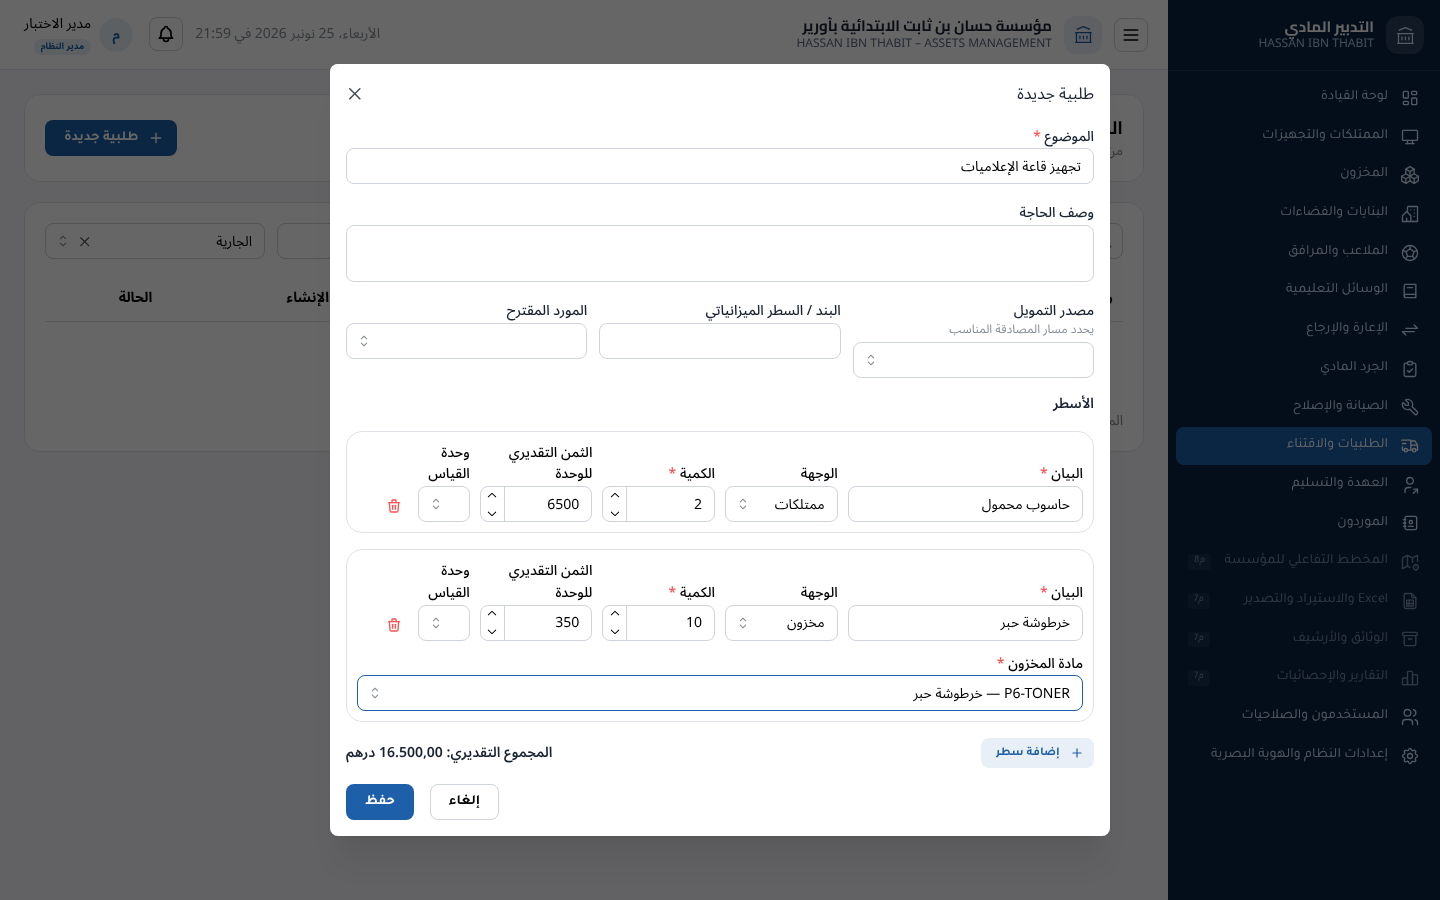 التدبير المادي
HASSAN IBN THABIT
لوحة القيادة
الممتلكات والتجهيزات
المخزون
البنايات والفضاءات
الملاعب والمرافق
الوسائل التعليمية
الإعارة والإرجاع
الجرد المادي
الصيانة والإصلاح
الطلبيات والاقتناء
العهدة والتسليم
الموردون
المخطط التفاعلي للمؤسسة
Excel والاستيراد والتصدير
الوثائق والأرشيف
التقارير والإحصائيات
المستخدمون والصلاحيات
إعدادات النظام والهوية البصرية
مؤسسة حسان بن ثابت الابتدائية بأورير
HASSAN IBN THABIT – ASSETS MANAGEMENT
الأربعاء، 25 نونبر 2026 في 21:59
م
مدير الاختبار
مدير النظام
طلبية جديدة
الجارية
الإنشاء
الحالة
طلبية جديدة
الموضوع *
تجهيز قاعة الإعلاميات
وصف الحاجة
مصدر التمويل
يحدد مسار المصادقة المناسب
البند / السطر الميزانياتي
المورد المقترح
الأسطر
البيان *
الوجهة
الكمية *
الثمن التقديري للوحدة
وحدة القياس
حاسوب محمول
ممتلكات
2
6500
البيان *
الوجهة
الكمية *
الثمن التقديري للوحدة
وحدة القياس
خرطوشة حبر
مخزون
10
350
مادة المخزون *
P6-TONER — خرطوشة حبر
إضافة سطر
المجموع التقديري: 16.500,00 درهم
إلغاء
حفظ